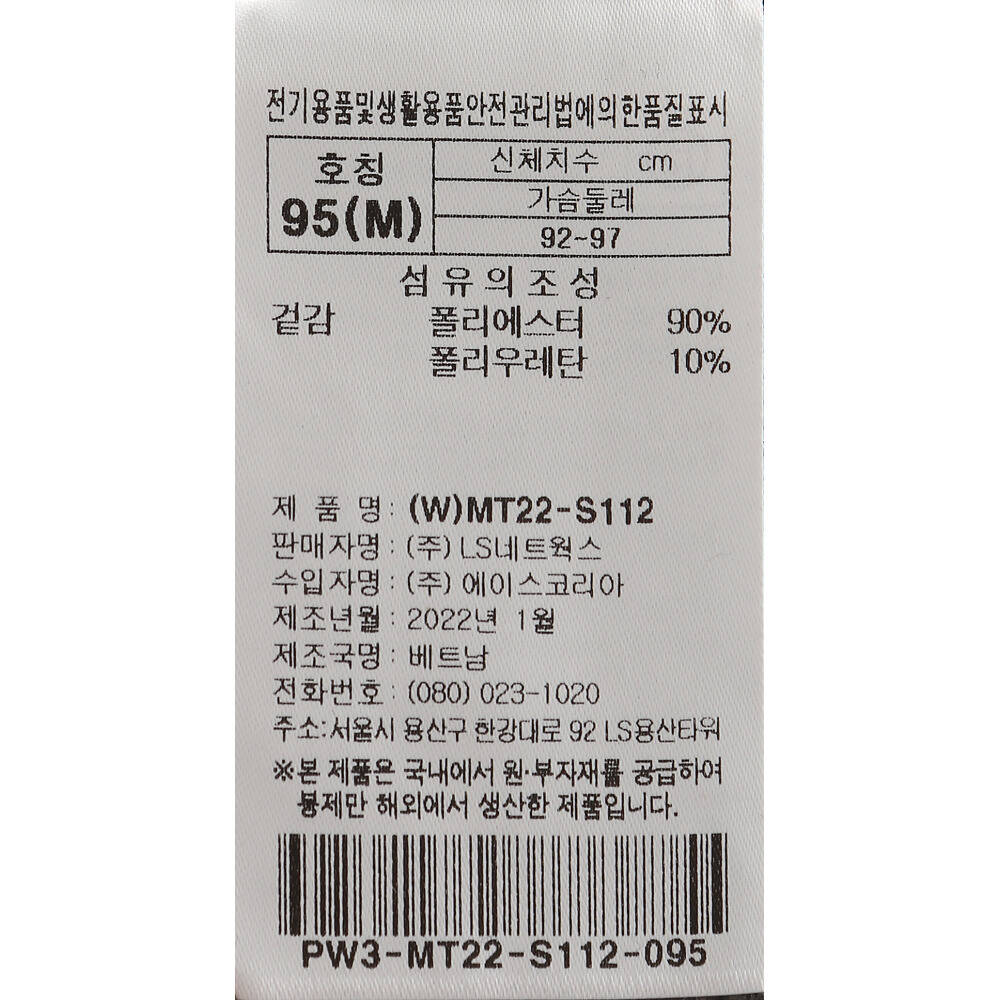 전기용품및생활용품안전관리법에의한품질표시
호칭
95(M)
신체치수 cm
가슴둘레
92~97
섬유의조성
겉감 폴리에스터 90%
폴리우레탄 10%
제 품 명: (W)MT22-S112
판매자명: (주) LS네트웍스
수입자명: (주) 에이스코리아
제조년월: 2022년 1월
제조국명: 베트남
전화번호: (080) 023-1020
주소:서울시 용산구 한강대로 92 LS용산타워
※본 제품은 국내에서 원·부자재를 공급하여
봉제만 해외에서 생산한 제품입니다.
PW3-MT22-S112-095